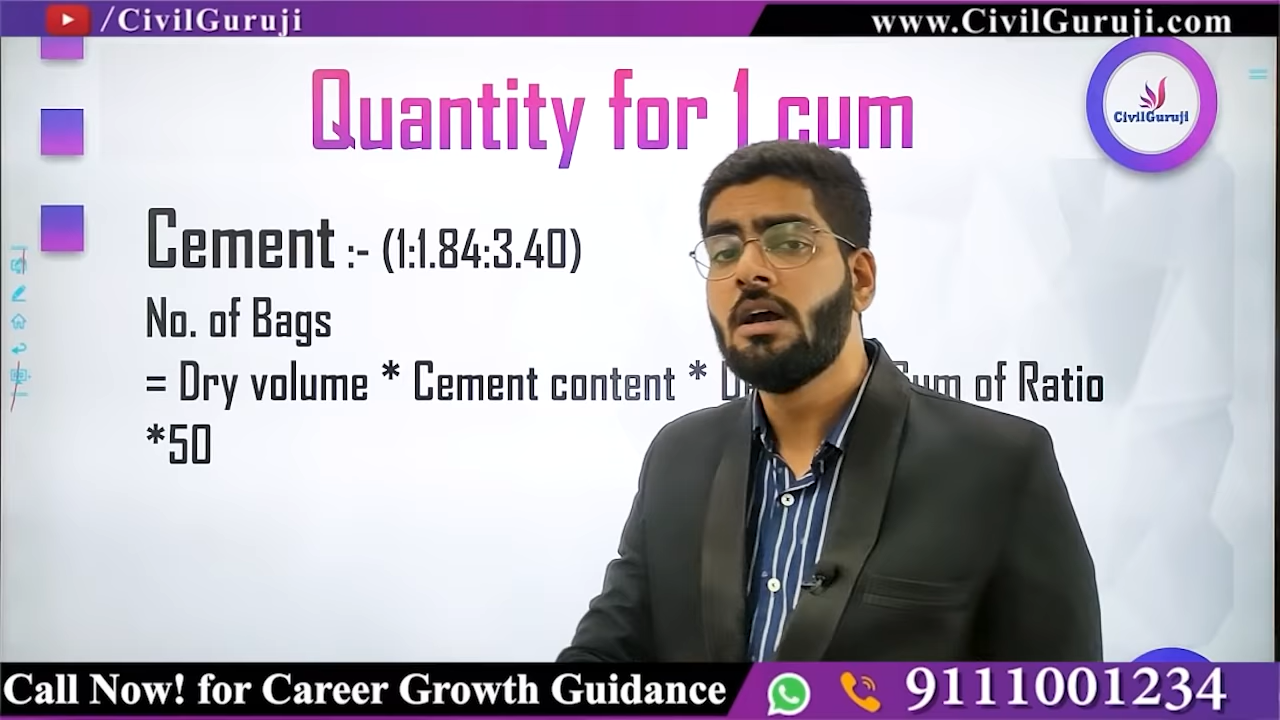 /CivilGuruji
www.CivilGuruji.com
Quantity for 1 cum
CivilGuruji
Cement :- (1:1.84:3.40)
No. of Bags
= Dry volume * Cement content * of Ratio
*50
Call Now! for Career Growth Guidance
9111001234